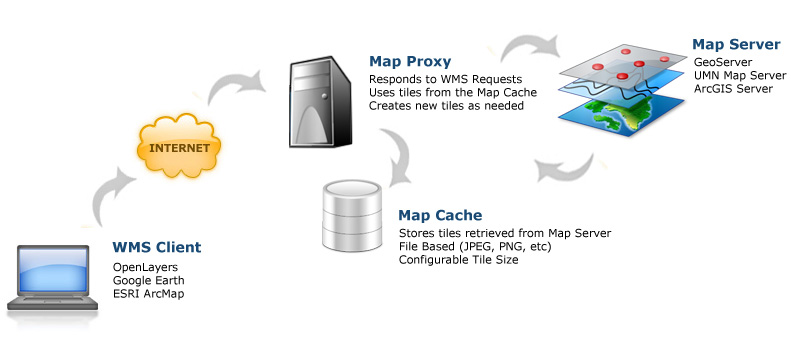 Map Proxy
Responds to WMS Requests
Uses tiles from the Map Cache
Creates new tiles as needed
Map Server
GeoServer
UMN Map Server
ArcGIS Server
INTERNET
Map Cache
Stores tiles retrieved from Map Server
File Based (JPEG, PNG, etc)
Configurable Tile Size
WMS Client
OpenLayers
Google Earth
ESRI ArcMap